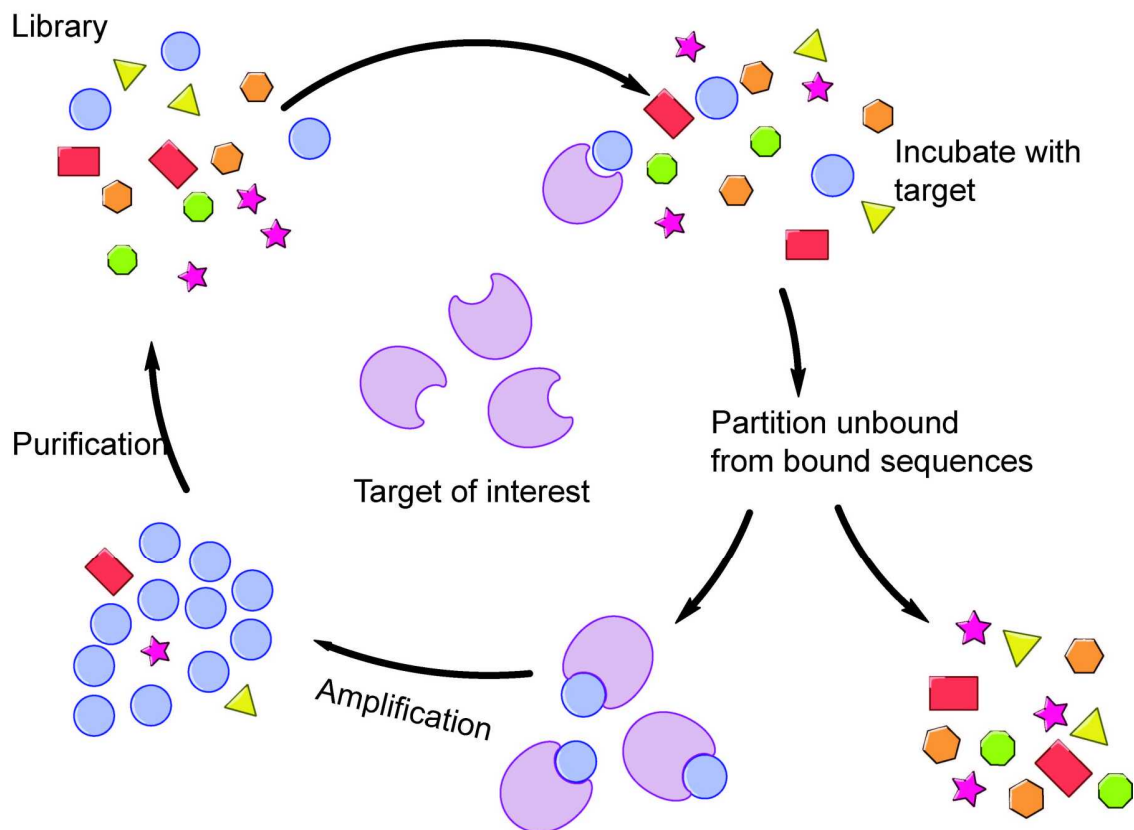 Library
Incubate with
target
Partition unbound
from bound sequences
Target of interest
Purification
Amplification